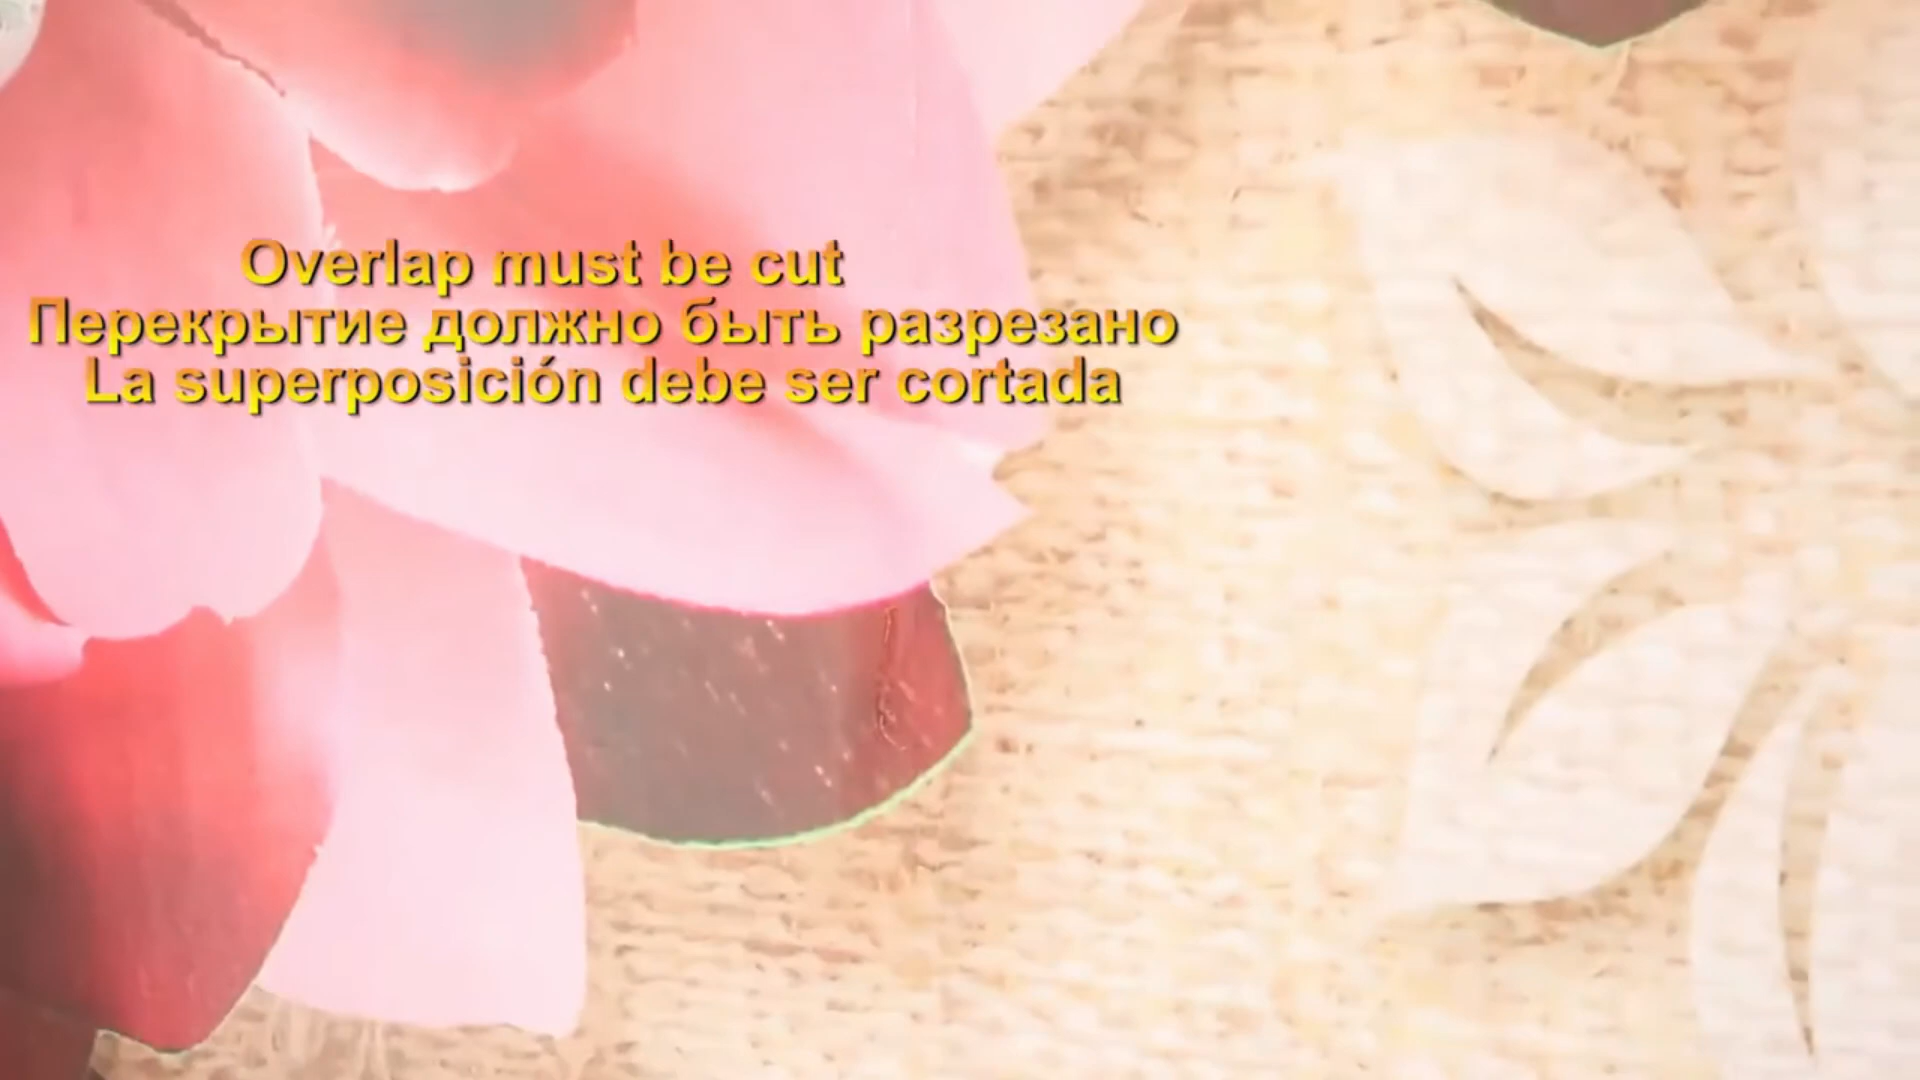 Overlap must be cut
Перекрытие должно быть разрезано
La superposición debe ser cortada